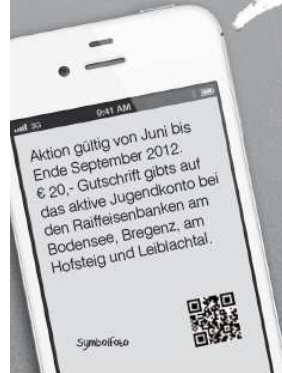 3G 9:41 AM
Aktion gültig von Juni bis
Ende September 2012.
€ 20,- Gutschrift gibts auf
das aktive Jugendkonto bei
den Raiffeisenbanken am
Bodensee, Bregenz, am
Hofsteig und Leiblachtal.
Symbolfoto